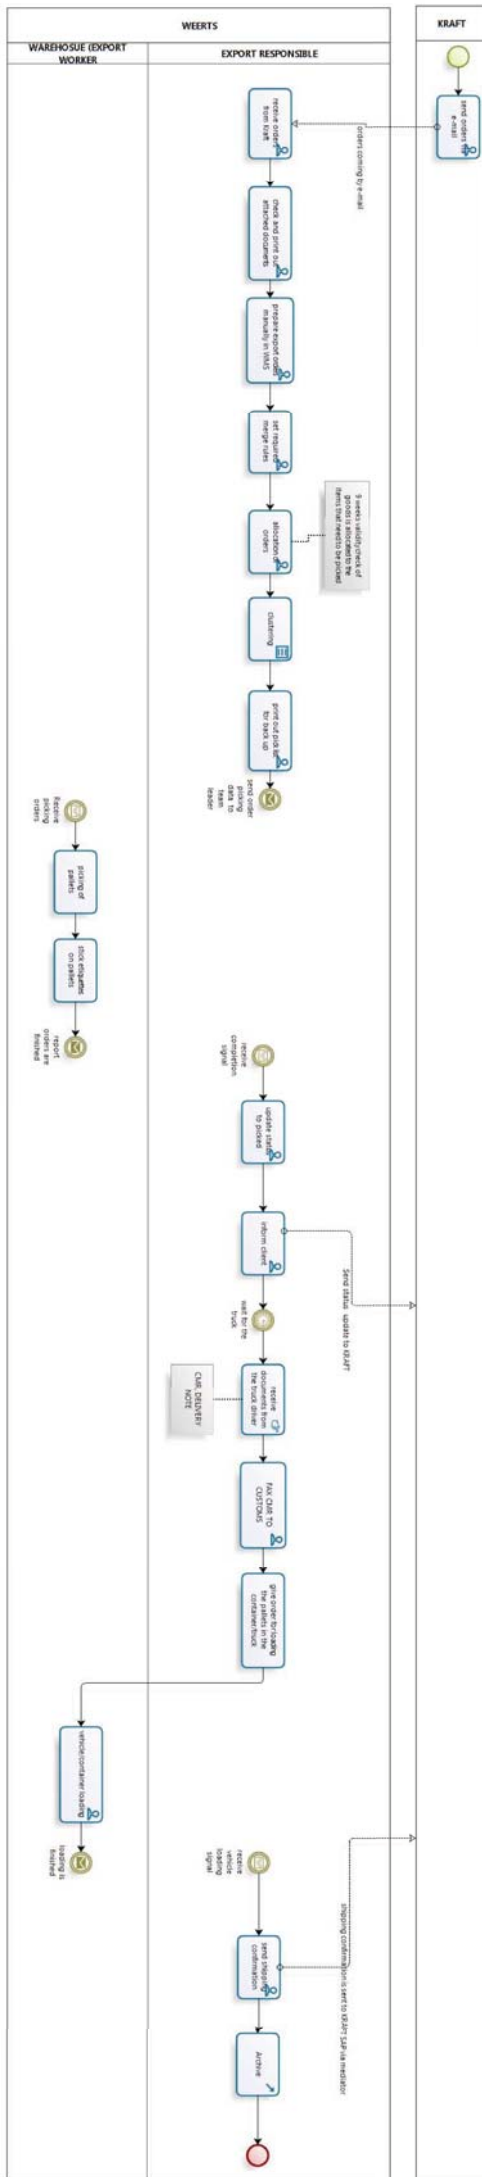 WEERTS
KRAFT
WAREHOSUE (EXPORT
WORKER
EXPORT RESPONSIBLE
send orders
e-mail
orders coming by e-mail
receive orders
from Kraft
check and print out
attached documents
prepare export orders
manually in WMS
set required
merge rules
9 weeks validity check of
goods is allocated to the
items that need to be picked
allocation of
orders
clustering
print out pick list
for back up
send order
picking
data to
team
leader
Receive
picking
orders
picking of
pallets
stick etiquettes
on pallets
report
orders are
finished
receive
completion
signal
update status
to picked
inform client
Send status update to KRAFT
wait for the
truck
receive
documents from
the truck driver
CMR, DELIVERY
NOTE
FAX CMR TO
CUSTOMS
give order for loading
the pallets in the
container/truck
vehicle/container loading
loading is
finished
receive
vehicle
loading
signal
send shipping
confirmation
shipping confirmation is sent to KRAFT SAP via mediator
Archive